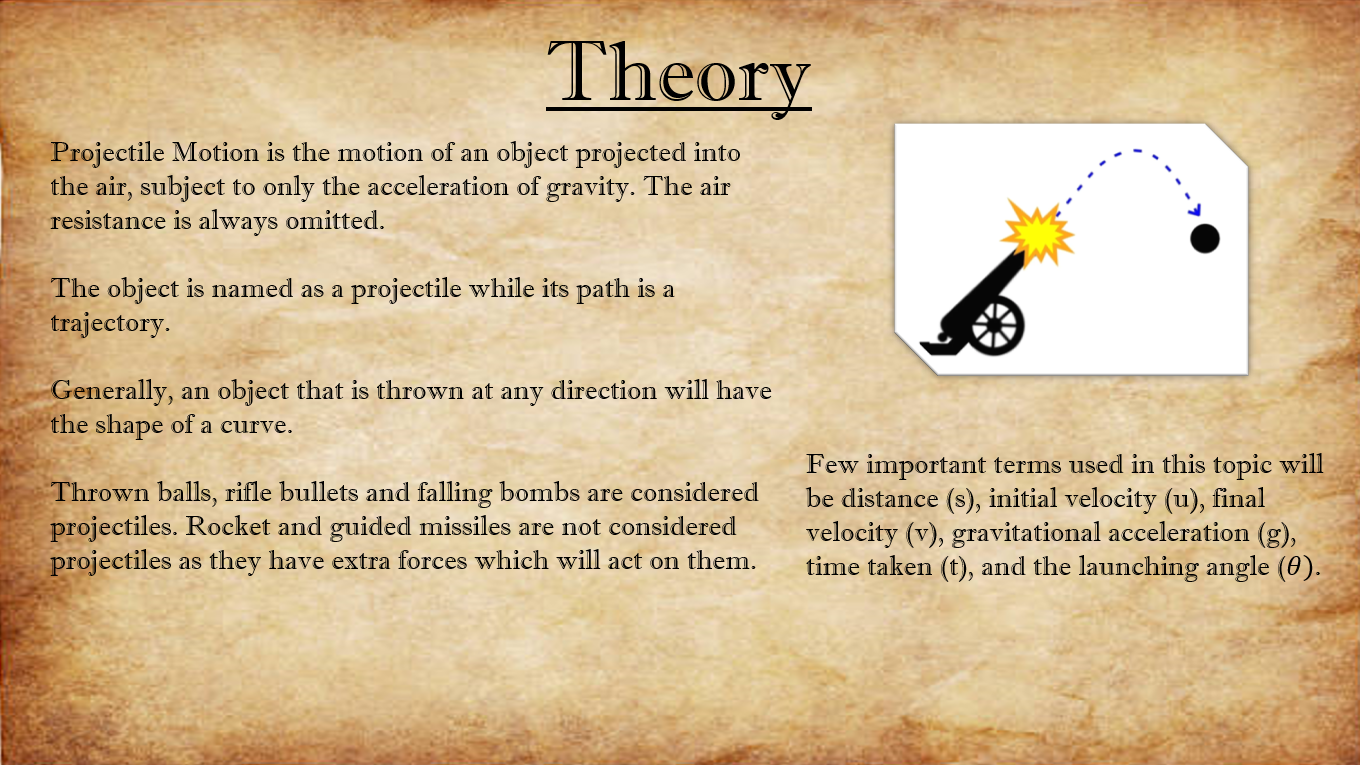 Theory
Projectile Motion is the motion of an object projected into
the air, subject to only the acceleration of gravity. The air
resistance is always omitted.
The object is named as a projectile while its path is a
trajectory.
Generally, an object that is thrown at any direction will have
the shape of a curve.
Thrown balls, rifle bullets and falling bombs are considered
projectiles. Rocket and guided missiles are not considered
projectiles as they have extra forces which will act on them.
Few important terms used in this topic will
be distance (s), initial velocity (u), final
velocity (v), gravitational acceleration (g),
time taken (t), and the launching angle (θ).